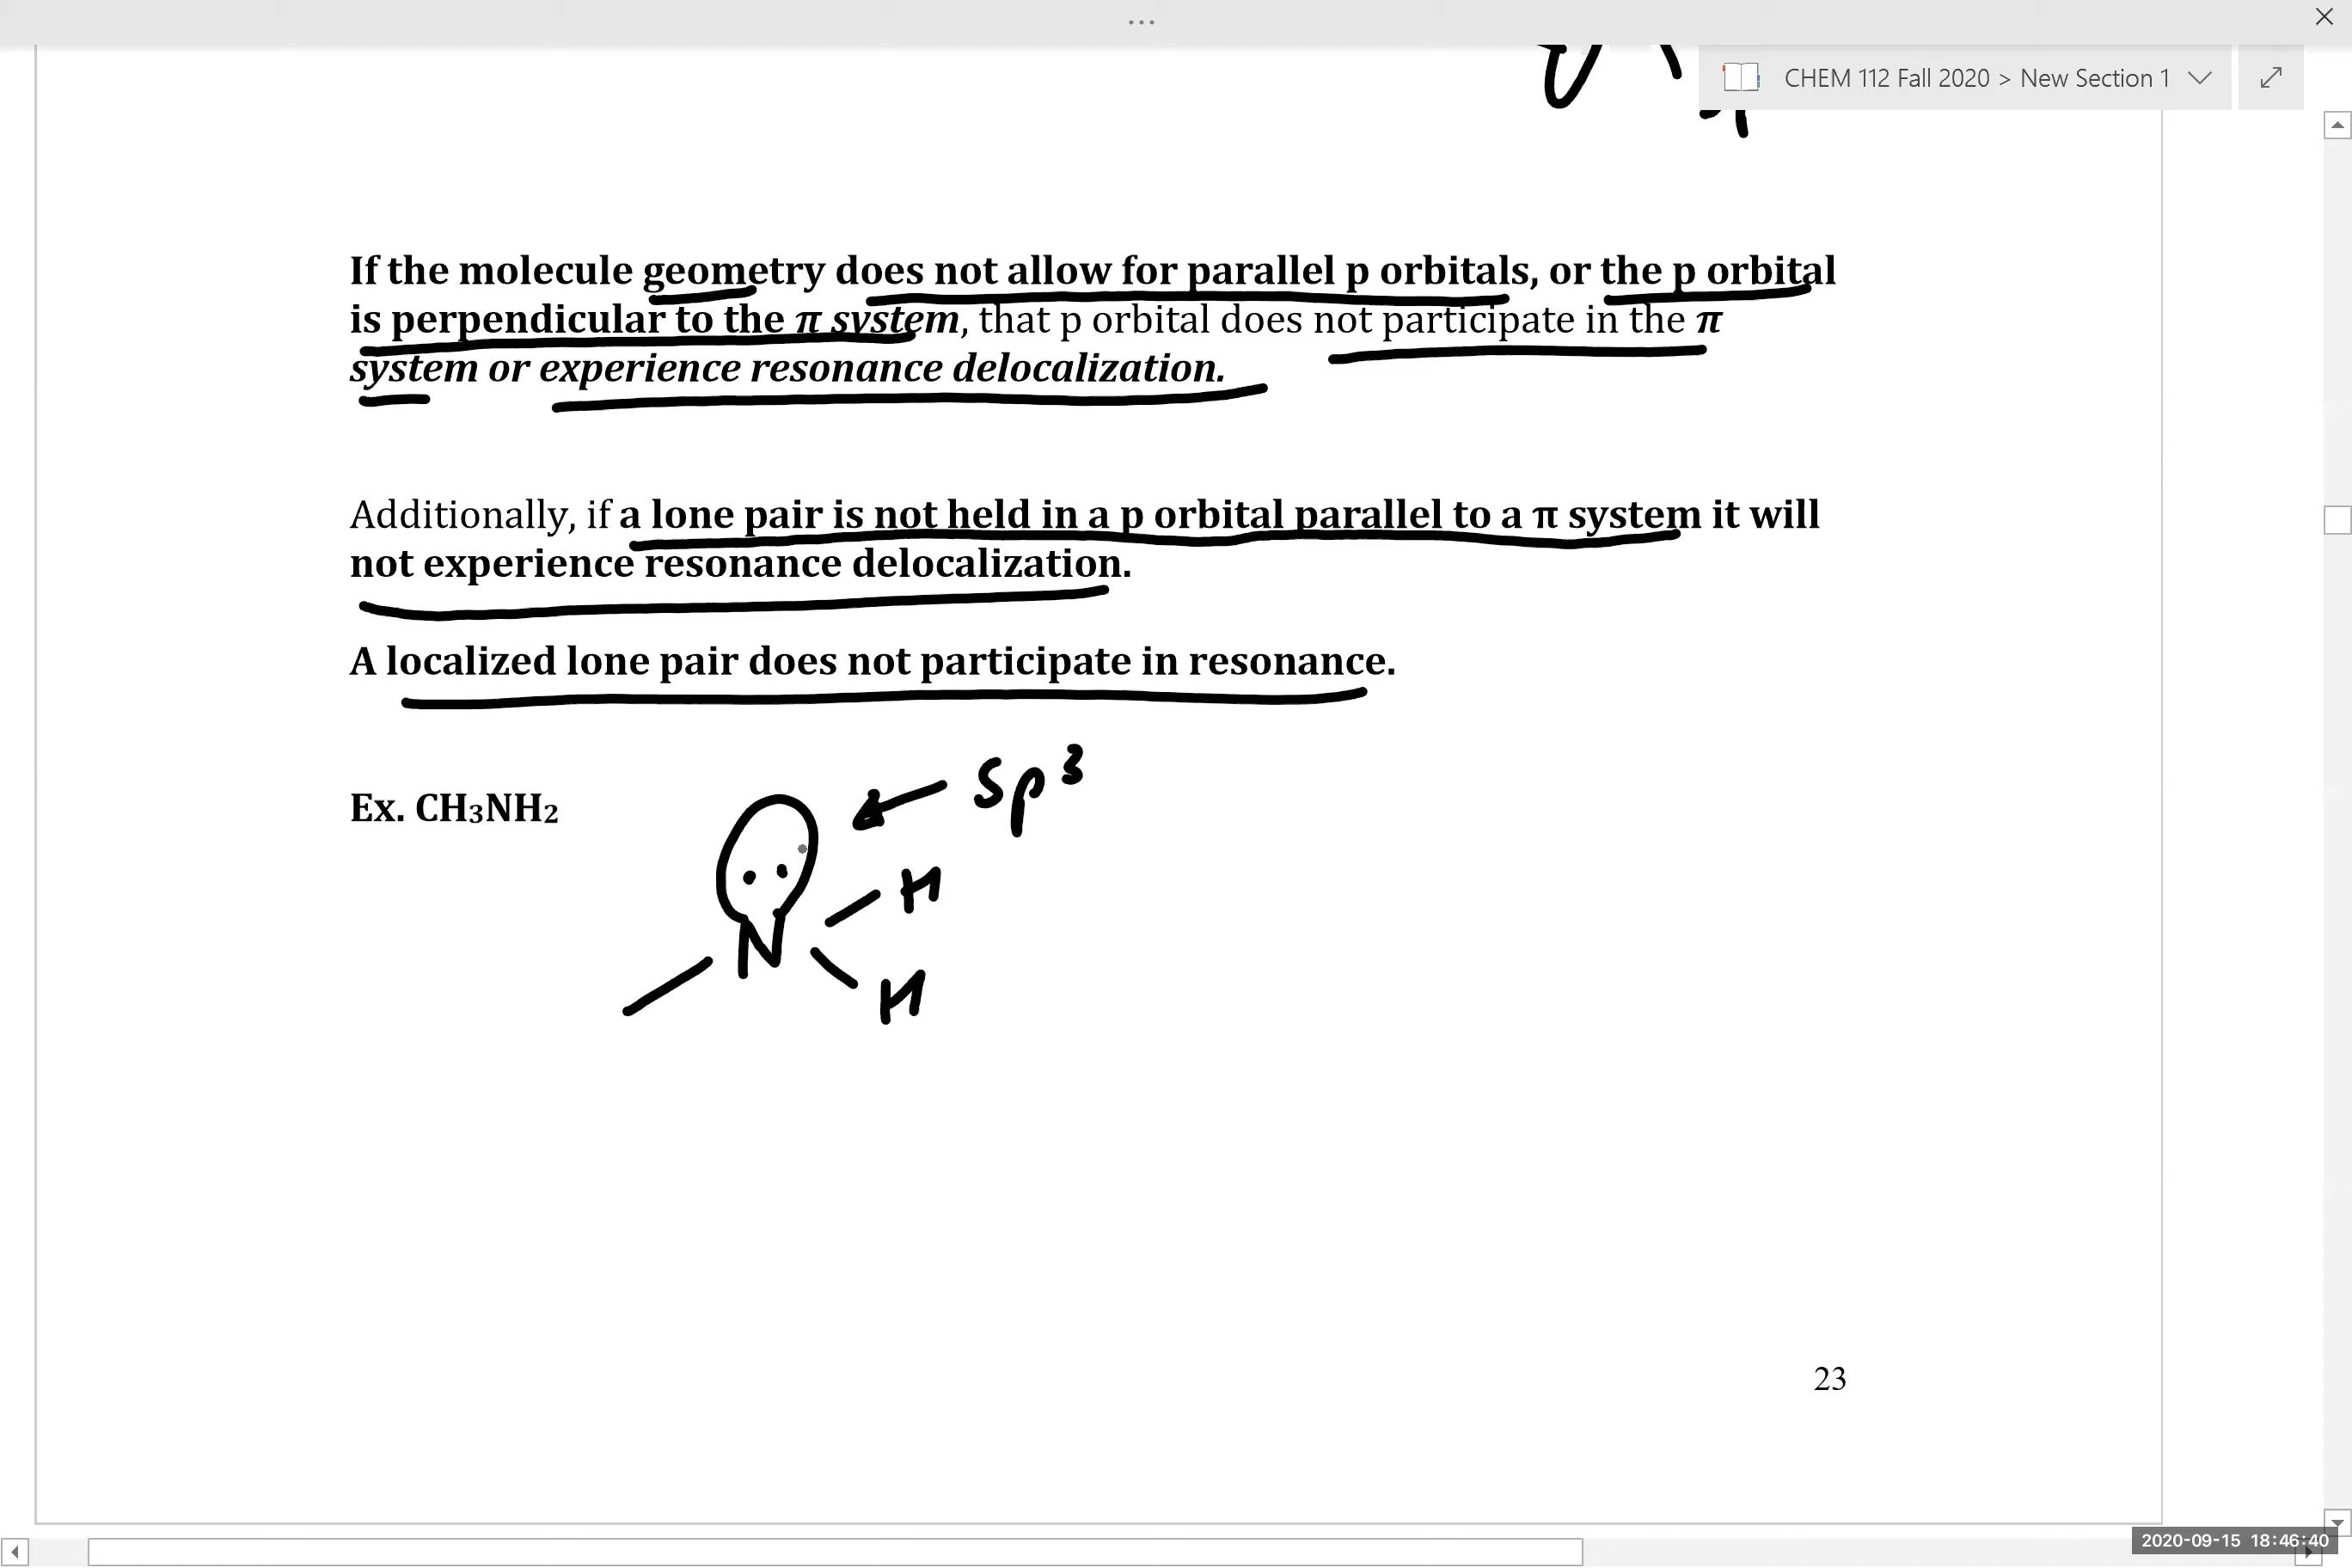 CHEM 112 Fall 2020 > New Section 1
If the molecule geometry does not allow for parallel p orbitals, or the p orbital
is perpendicular to the π system, that p orbital does not participate in the π
system or experience resonance delocalization.
Additionally, if a lone pair is not held in a p orbital parallel to a π system it will
not experience resonance delocalization.
A localized lone pair does not participate in resonance.
Sp³
Ex. CH₃NH₂
H
N
H
23
2020-09-15 18:46:40